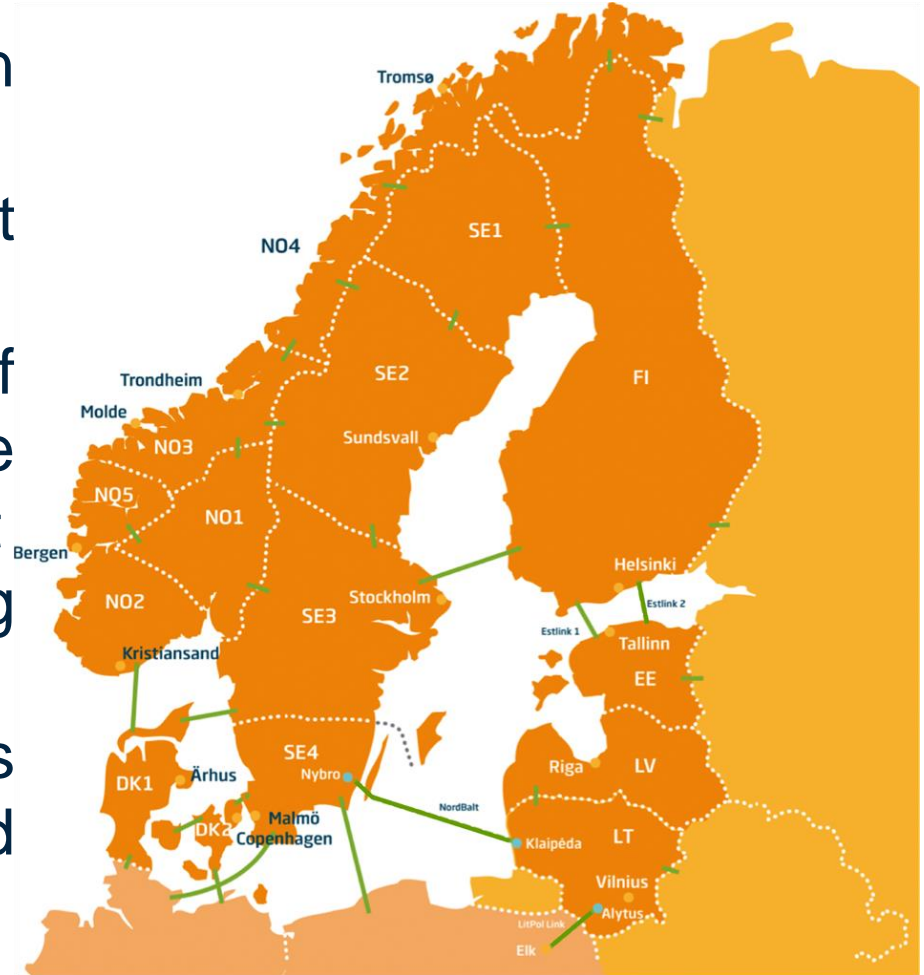 n
t
f
e
g
s
d
Tromsø
SE1
NO4
SE2
FI
Trondheim
Molde
Sundsvall
NO3
NO5
NO1
Bergen
Helsinki
NO2
Stockholm
Estlink 2
SE3
Estlink 1
Tallinn
Kristiansand
EE
SE4
Riga
LV
Nybro
Århus
DK1
NordBalt
Malmö
DK2
Copenhagen
LT
Klaipėda
Vilnius
Alytus
LitPol Link
Elk